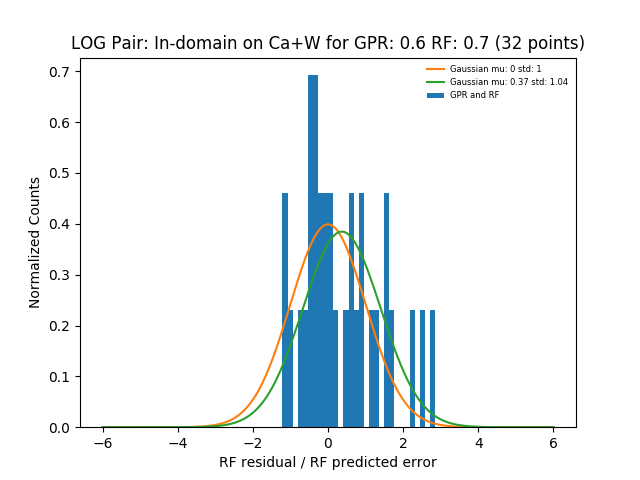 LOG Pair: In-domain on Ca+W for GPR: 0.6 RF: 0.7 (32 points)
Gaussian mu: 0 std: 1
Gaussian mu: 0.37 std: 1.04
GPR and RF
Normalized Counts
0.7
0.6
0.5
0.4
0.3
0.2
0.1
0.0
−6 −4 −2 0 2 4 6
RF residual / RF predicted error